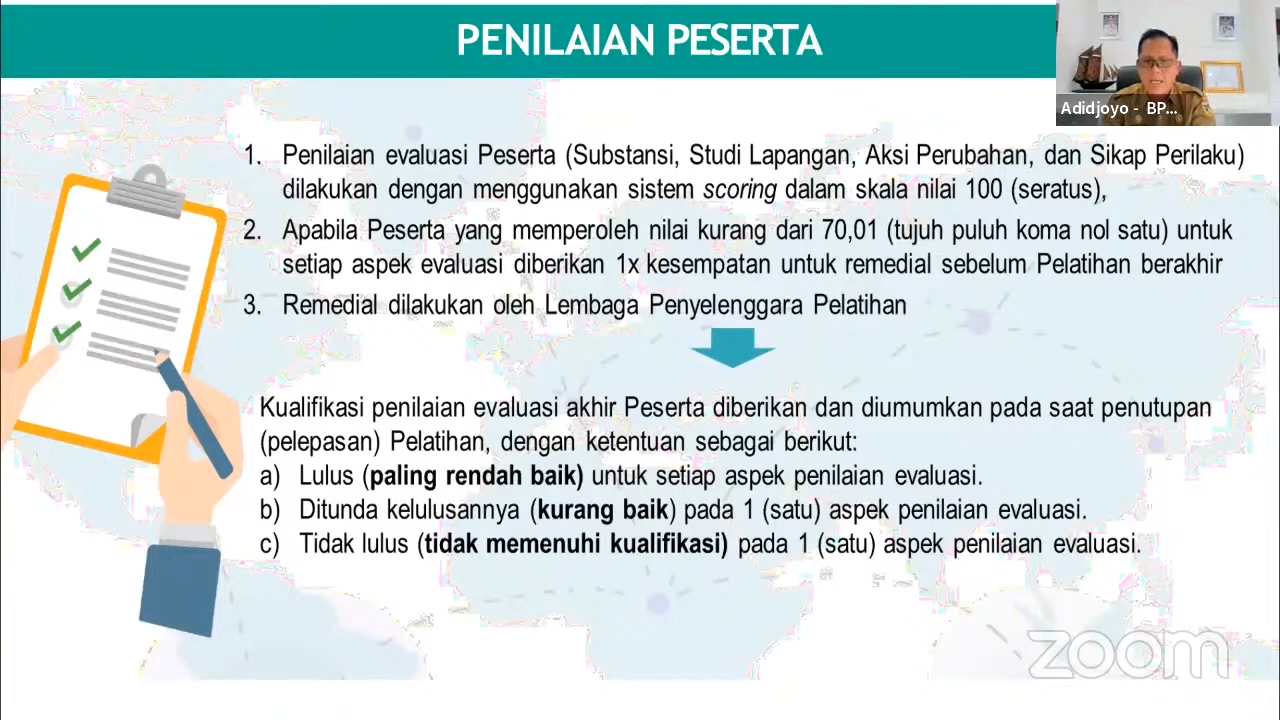 PENILAIAN PESERTA
Adidjoyo - BP...
1. Penilaian evaluasi Peserta (Substansi, Studi Lapangan, Aksi Perubahan, dan Sikap Perilaku)
dilakukan dengan menggunakan sistem scoring dalam skala nilai 100 (seratus),
2. Apabila Peserta yang memperoleh nilai kurang dari 70,01 (tujuh puluh koma nol satu) untuk
setiap aspek evaluasi diberikan 1x kesempatan untuk remedial sebelum Pelatihan berakhir
3. Remedial dilakukan oleh Lembaga Penyelenggara Pelatihan
Kualifikasi penilaian evaluasi akhir Peserta diberikan dan diumumkan pada saat penutupan
(pelepasan) Pelatihan, dengan ketentuan sebagai berikut:
a) Lulus (paling rendah baik) untuk setiap aspek penilaian evaluasi.
b) Ditunda kelulusannya (kurang baik) pada 1 (satu) aspek penilaian evaluasi.
c) Tidak lulus (tidak memenuhi kualifikasi) pada 1 (satu) aspek penilaian evaluasi.
zoom